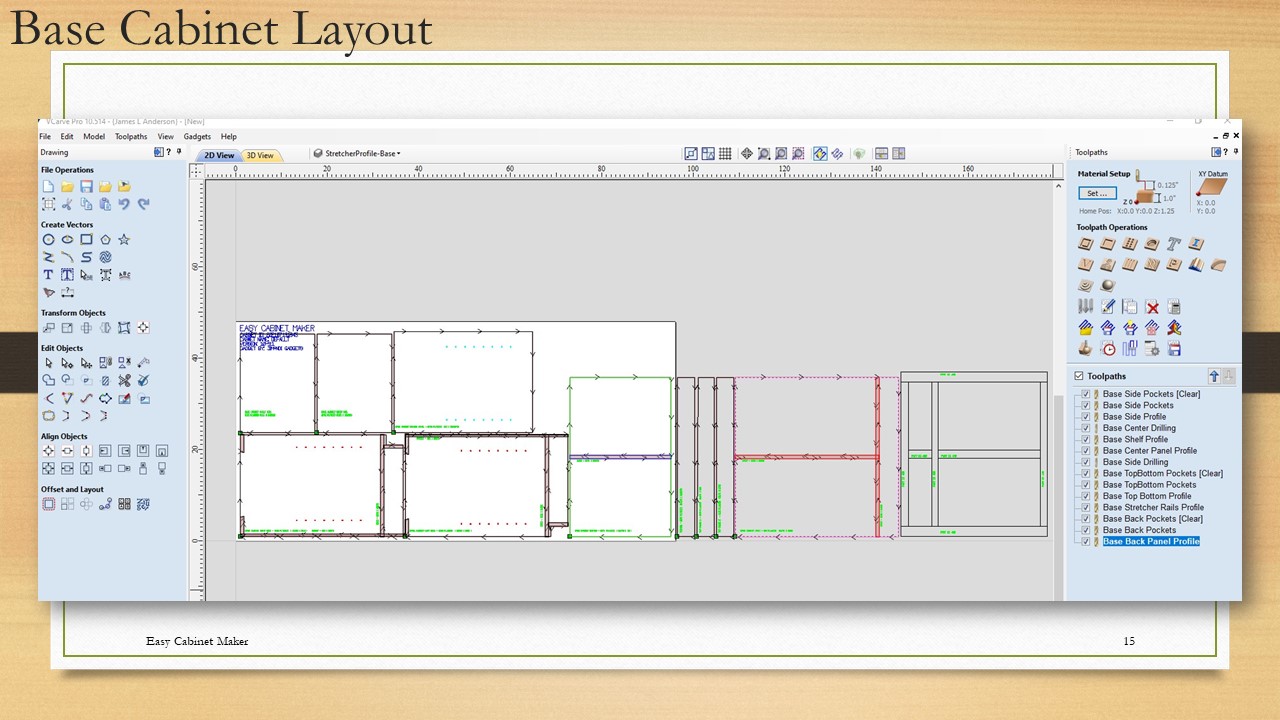 Base Cabinet Layout
VCarve Pro 10.514 - {James L Anderson} - [New]
File Edit Model Toolpaths View Gadgets Help
Drawing
2D View 3D View StretcherProfile-Base
Toolpaths
File Operations
Create Vectors
Transform Objects
Edit Objects
Align Objects
Offset and Layout
0 20 40 60 80 100 120 140 160
60
40
20
0
EASY CABINET MAKER
Material Setup
Set ...
0.125"
Z 0
1.0"
Home Pos: X:0.0 Y:0.0 Z:1.25
XY Datum
X: 0.0
Y: 0.0
Toolpath Operations
Toolpaths
Base Side Pockets [Clear]
Base Side Pockets
Base Side Profile
Base Center Drilling
Base Shelf Profile
Base Center Panel Profile
Base Side Drilling
Base TopBottom Pockets [Clear]
Base TopBottom Pockets
Base Top Bottom Profile
Base Stretcher Rails Profile
Base Back Pockets [Clear]
Base Back Pockets
Base Back Panel Profile
Easy Cabinet Maker
15